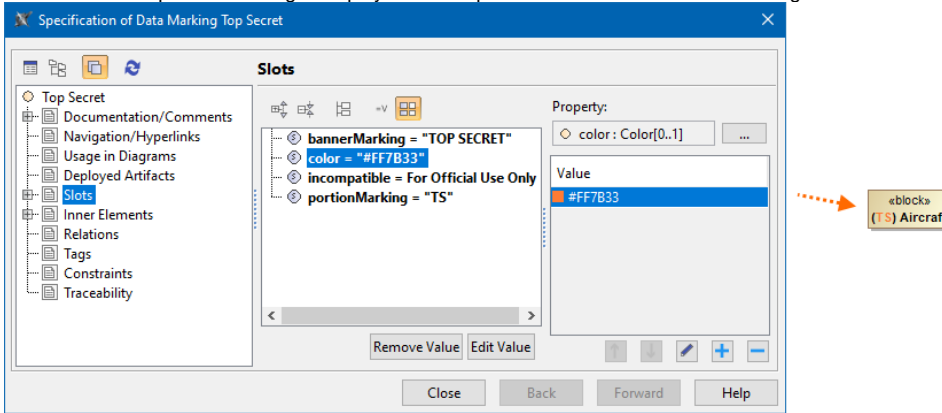 Specification of Data Marking Top Secret
Slots
Top Secret
Documentation/Comments
Navigation/Hyperlinks
Usage in Diagrams
Deployed Artifacts
Slots
Inner Elements
Relations
Tags
Constraints
Traceability
bannerMarking = "TOP SECRET"
color = "#FF7B33"
incompatible = For Official Use Only
portionMarking = "TS"
Property:
color : Color[0..1]
...
Value
#FF7B33
Remove Value Edit Value
Close Back Forward Help
«block»
(TS) Aircraf